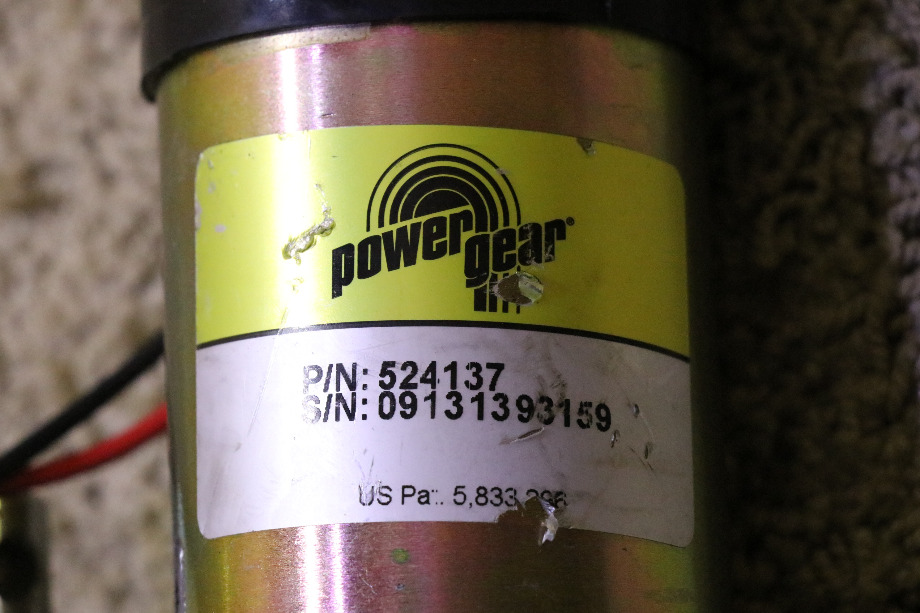 power gear®
P/N: 524137
S/N: 09131393159
US Pat. 5,833,296